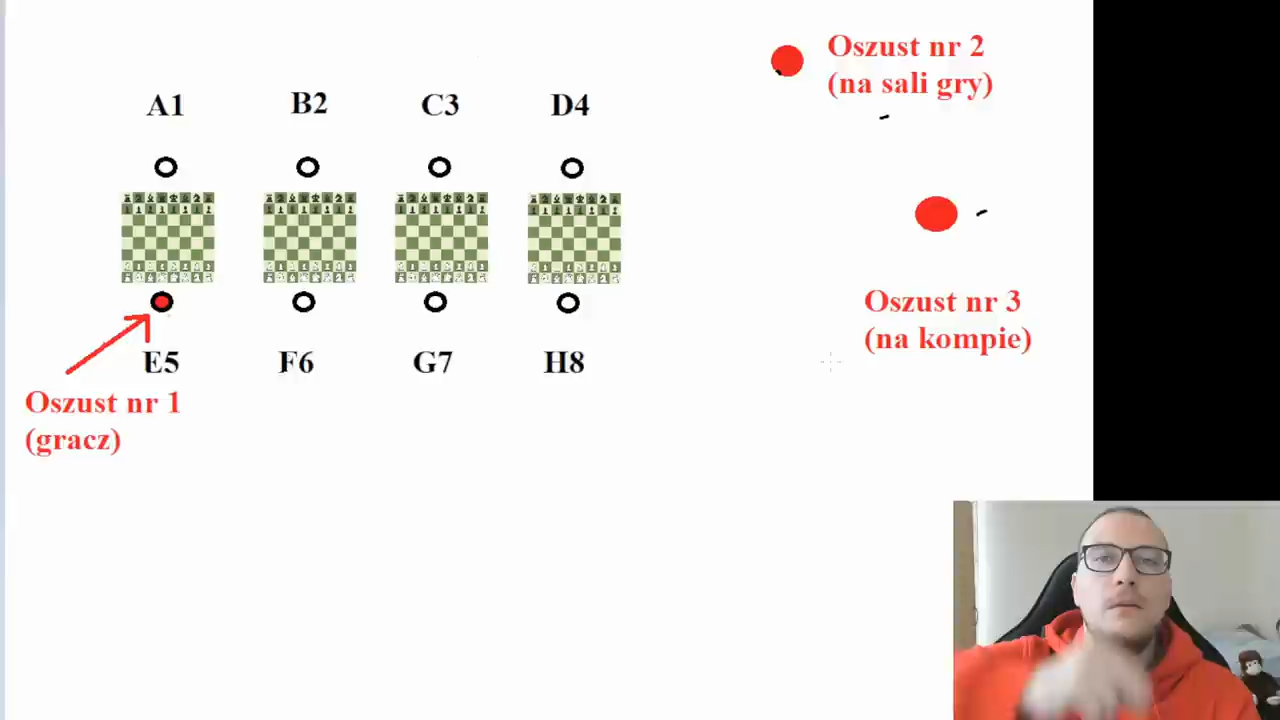 Oszust nr 2
(na sali gry)
A1 B2 C3 D4
Oszust nr 3
(na kompie)
E5 F6 G7 H8
Oszust nr 1
(gracz)